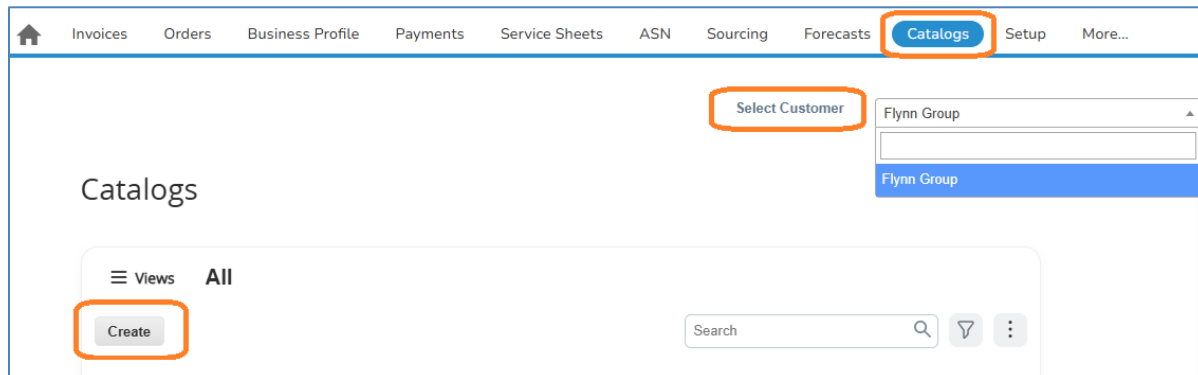 Invoices Orders Business Profile Payments Service Sheets ASN Sourcing Forecasts Catalogs Setup More...
Select Customer Flynn Group
Flynn Group
Catalogs
Views All
Create Search